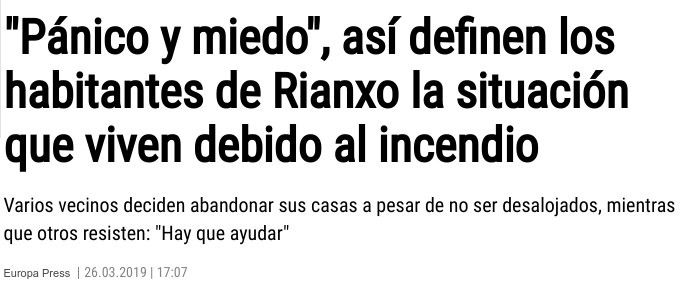 "Pánico y miedo", así definen los
habitantes de Rianxo la situación
que viven debido al incendio
Varios vecinos deciden abandonar sus casas a pesar de no ser desalojados, mientras
que otros resisten: "Hay que ayudar"
Europa Press | 26.03.2019 | 17:07